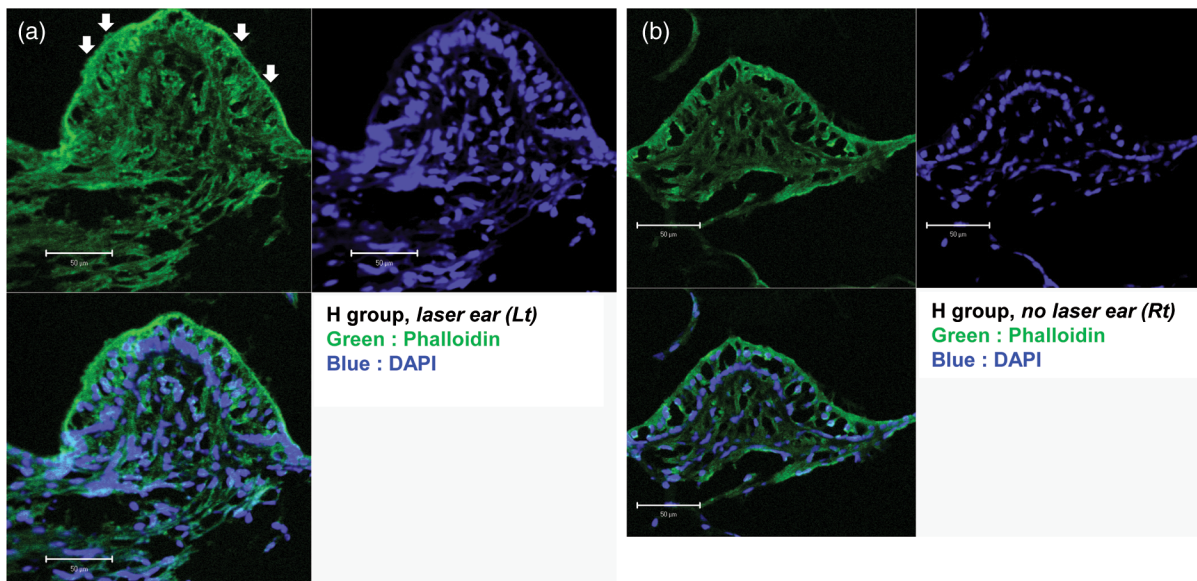 (a)
50 µm
50 µm
50 µm
H group, laser ear (Lt)
Green : Phalloidin
Blue : DAPI
(b)
50 µm
50 µm
50 µm
H group, no laser ear (Rt)
Green : Phalloidin
Blue : DAPI